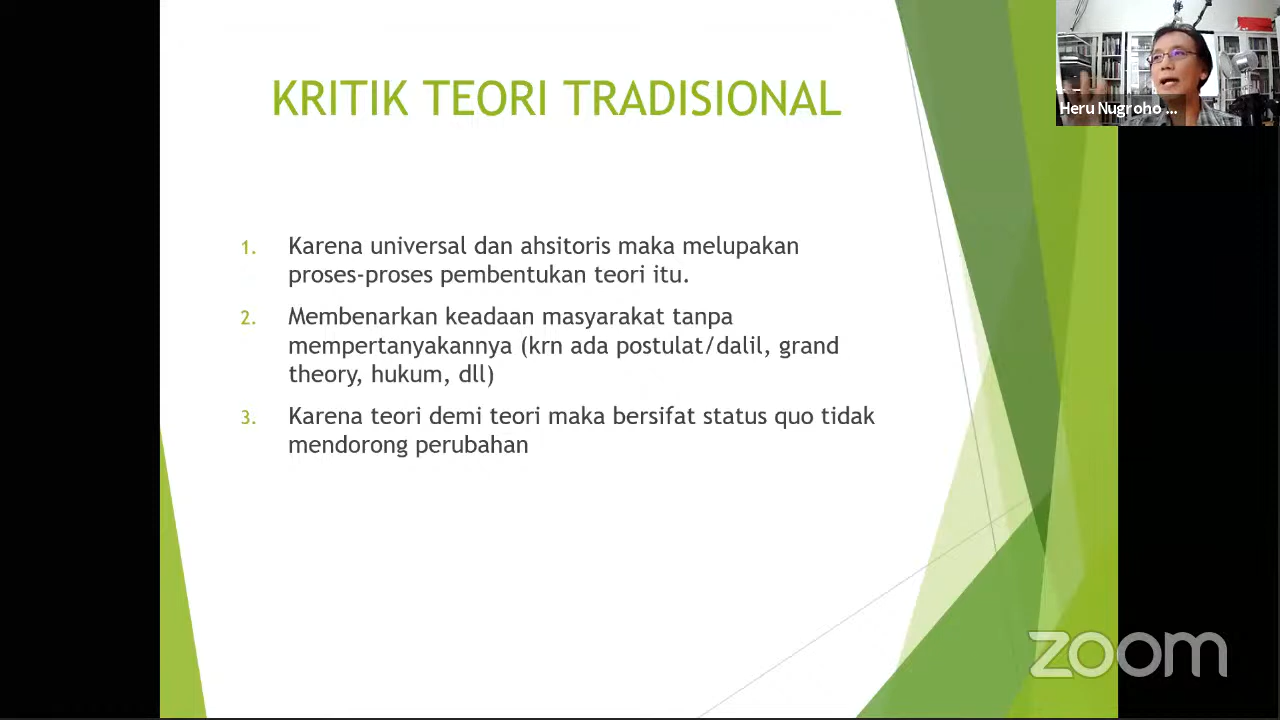 KRITIK TEORI TRADISIONAL
Heru Nugroho ...
1. Karena universal dan ahsitoris maka melupakan
proses-proses pembentukan teori itu.
2. Membenarkan keadaan masyarakat tanpa
mempertanyakannya (krn ada postulat/dalil, grand
theory, hukum, dll)
3. Karena teori demi teori maka bersifat status quo tidak
mendorong perubahan
zoom